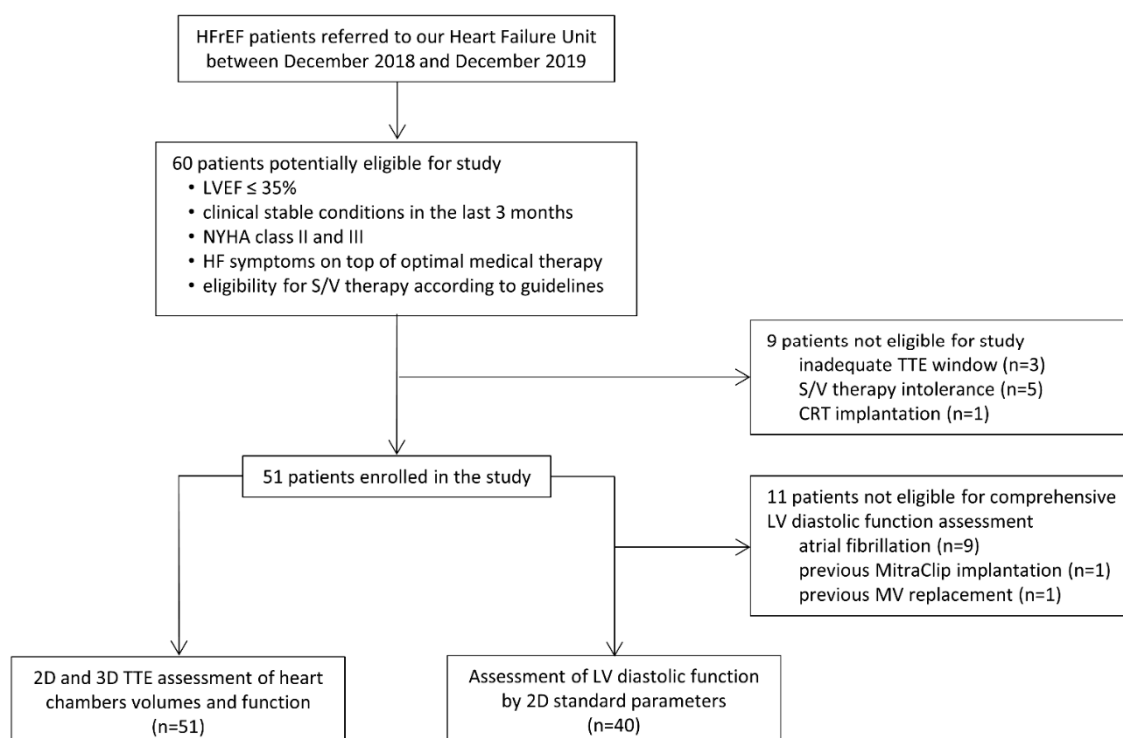 HFrEF patients referred to our Heart Failure Unit
between December 2018 and December 2019
60 patients potentially eligible for study
• LVEF ≤ 35%
• clinical stable conditions in the last 3 months
• NYHA class II and III
• HF symptoms on top of optimal medical therapy
• eligibility for S/V therapy according to guidelines
9 patients not eligible for study
inadequate TTE window (n=3)
S/V therapy intolerance (n=5)
CRT implantation (n=1)
51 patients enrolled in the study
11 patients not eligible for comprehensive
LV diastolic function assessment
atrial fibrillation (n=9)
previous MitraClip implantation (n=1)
previous MV replacement (n=1)
2D and 3D TTE assessment of heart
chambers volumes and function
(n=51)
Assessment of LV diastolic function
by 2D standard parameters
(n=40)